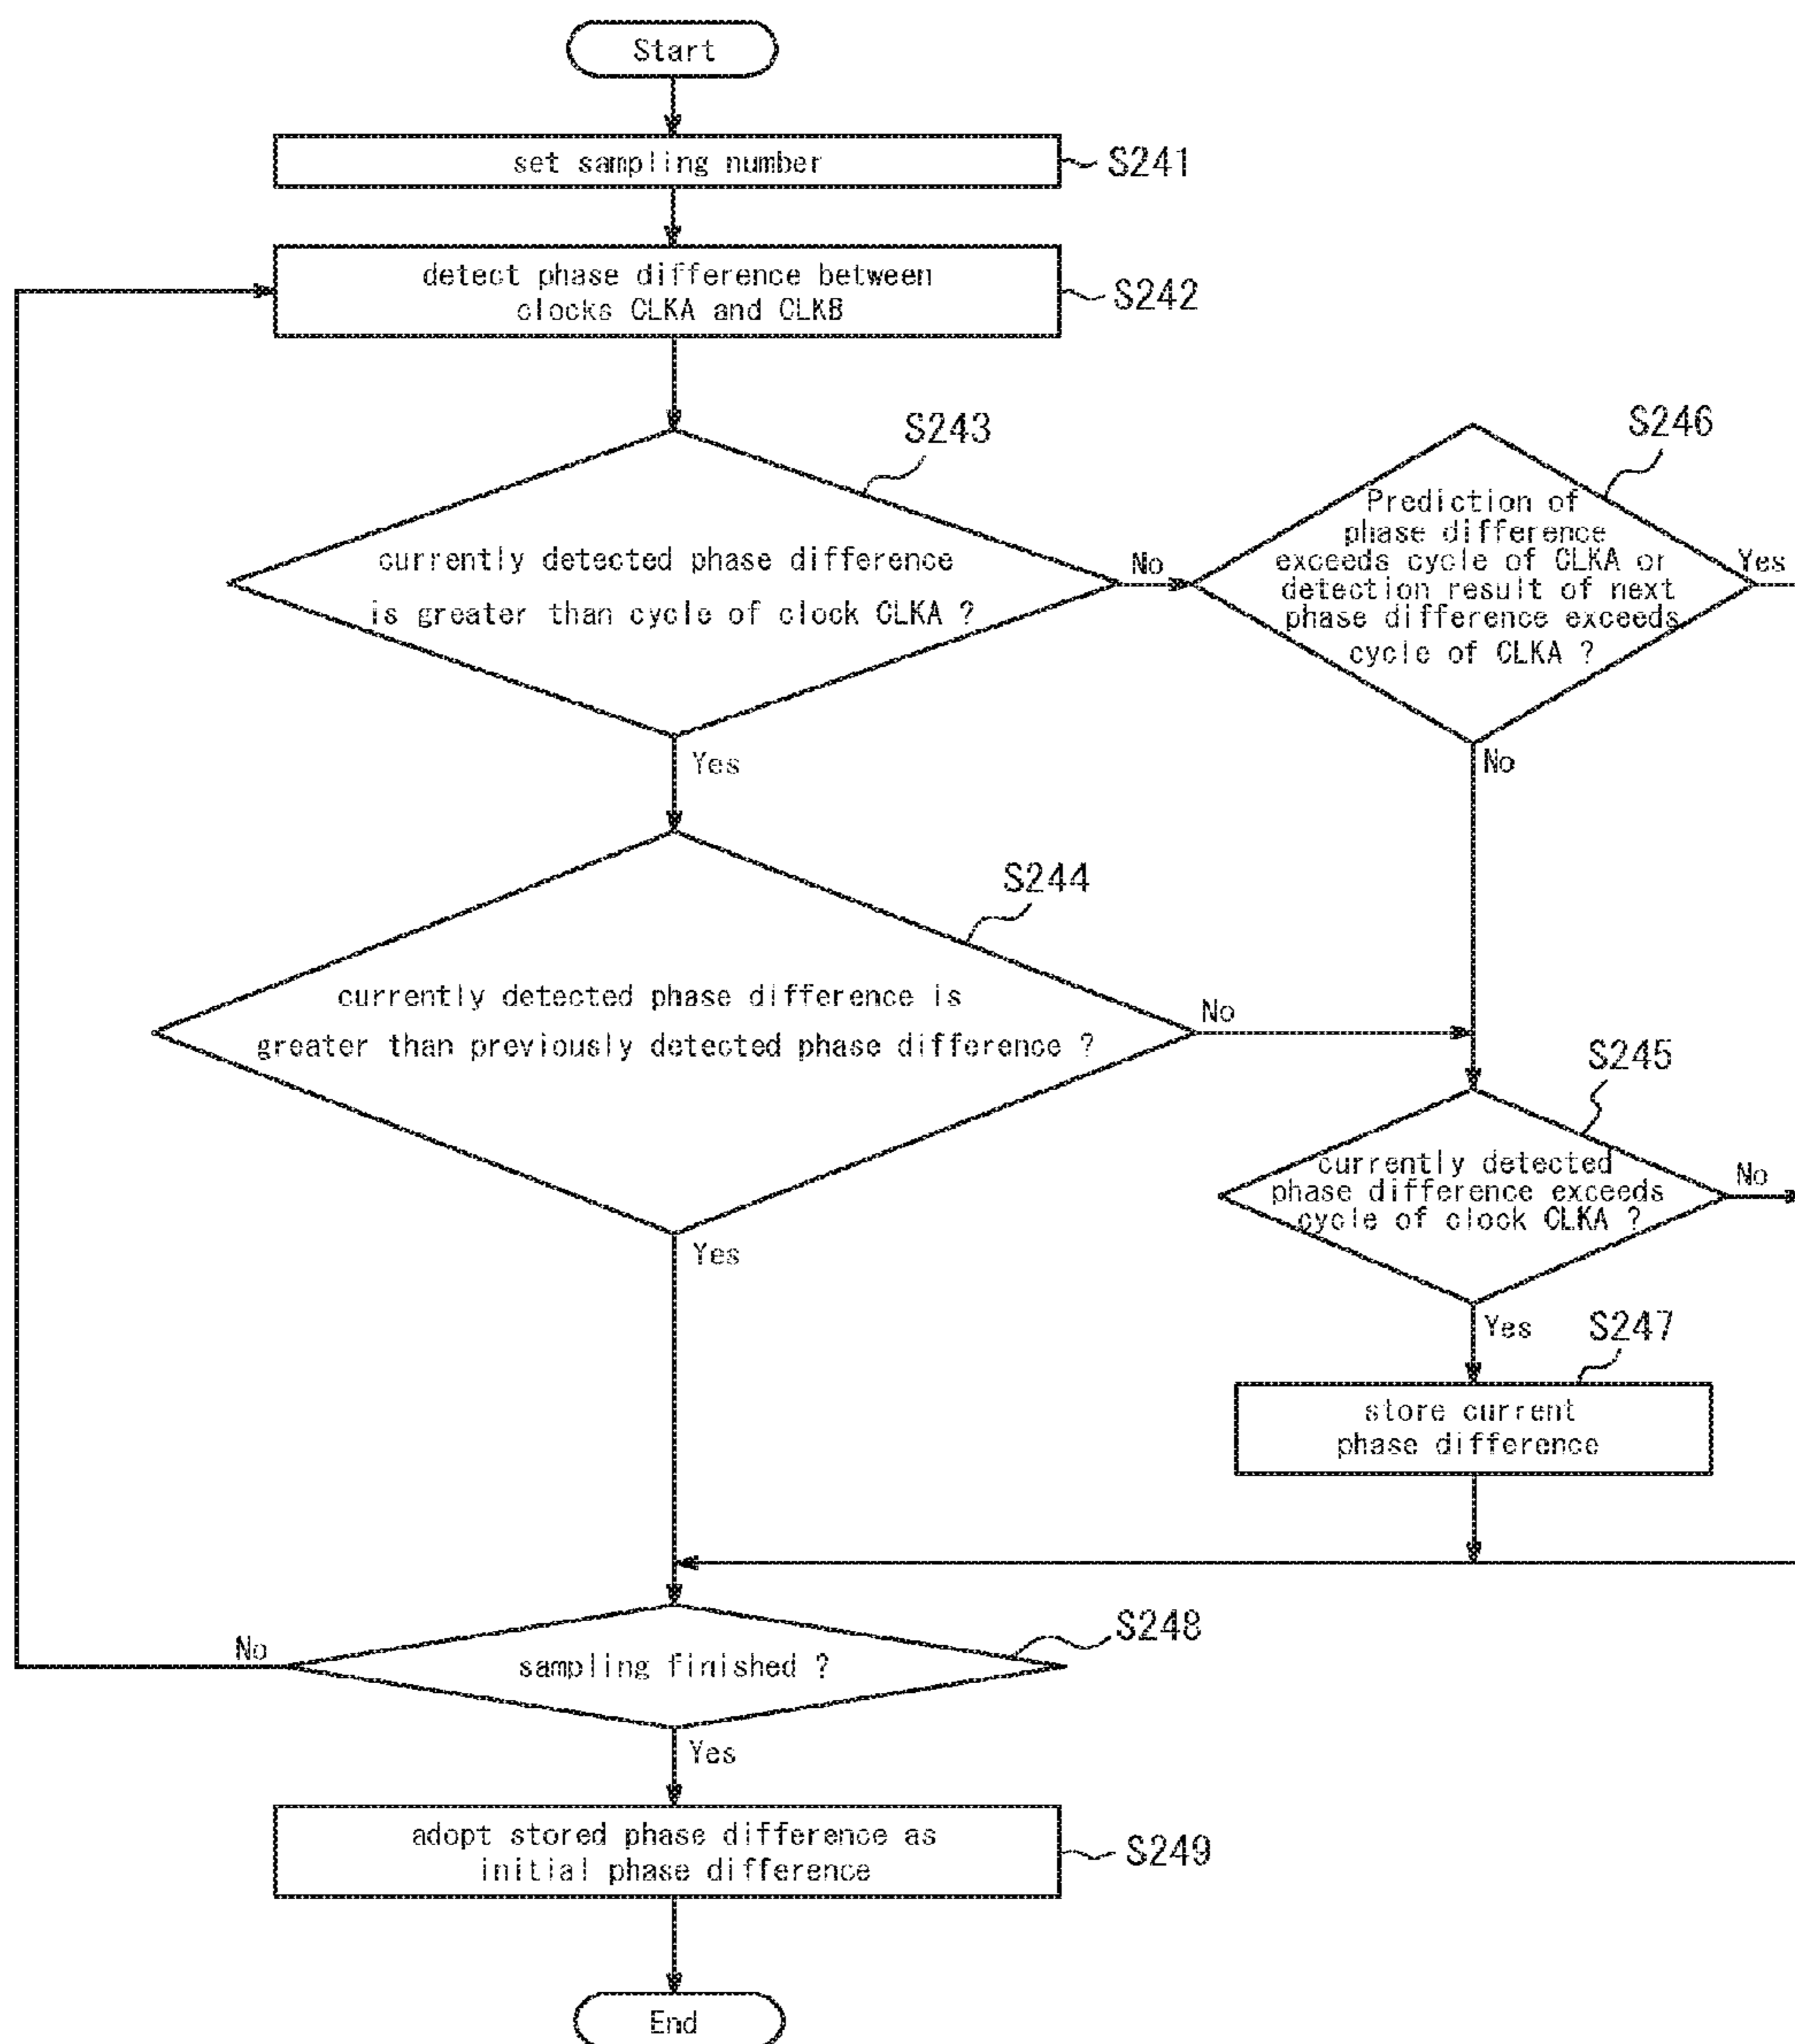 Start
set sampling number
S241
detect phase difference between
clocks CLKA and CLKB
S242
S243
currently detected phase difference
is greater than cycle of clock CLKA ?
No
Yes
S246
Prediction of
phase difference
exceeds cycle of CLKA or
detection result of next
phase difference exceeds
cycle of CLKA ?
Yes
No
S244
currently detected phase difference is
greater than previously detected phase difference ?
No
Yes
S245
currently detected
phase difference exceeds
cycle of clock CLKA ?
No
Yes
S247
store current
phase difference
S248
sampling finished ?
No
Yes
adopt stored phase difference as
initial phase difference
S249
End